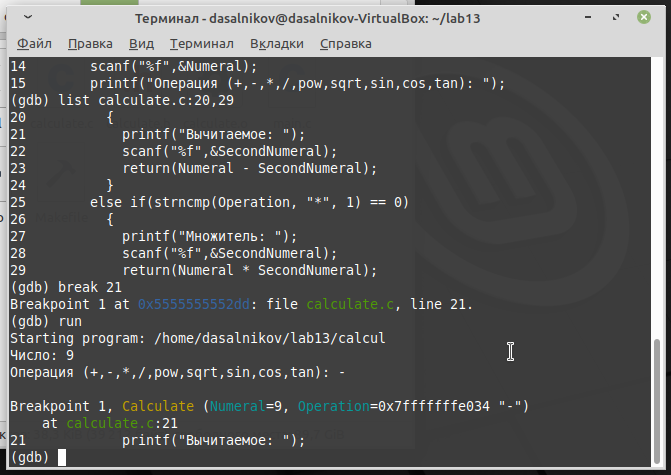 Терминал - dasalnikov@dasalnikov-VirtualBox: ~/lab13
Файл Правка Вид Терминал Вкладки Справка
14        scanf("%f",&Numeral);
15        printf("Операция (+,-,*,/,pow,sqrt,sin,cos,tan): ");
(gdb) list calculate.c:20,29
20          {
21            printf("Вычитаемое: ");
22            scanf("%f",&SecondNumeral);
23            return(Numeral - SecondNumeral);
24          }
25        else if(strncmp(Operation, "*", 1) == 0)
26          {
27            printf("Множитель: ");
28            scanf("%f",&SecondNumeral);
29            return(Numeral * SecondNumeral);
(gdb) break 21
Breakpoint 1 at 0x5555555552dd: file calculate.c, line 21.
(gdb) run
Starting program: /home/dasalnikov/lab13/calcul
Число: 9
Операция (+,-,*,/,pow,sqrt,sin,cos,tan): -
Breakpoint 1, Calculate (Numeral=9, Operation=0x7fffffffe034 "-")
    at calculate.c:21
21            printf("Вычитаемое: ");
(gdb)